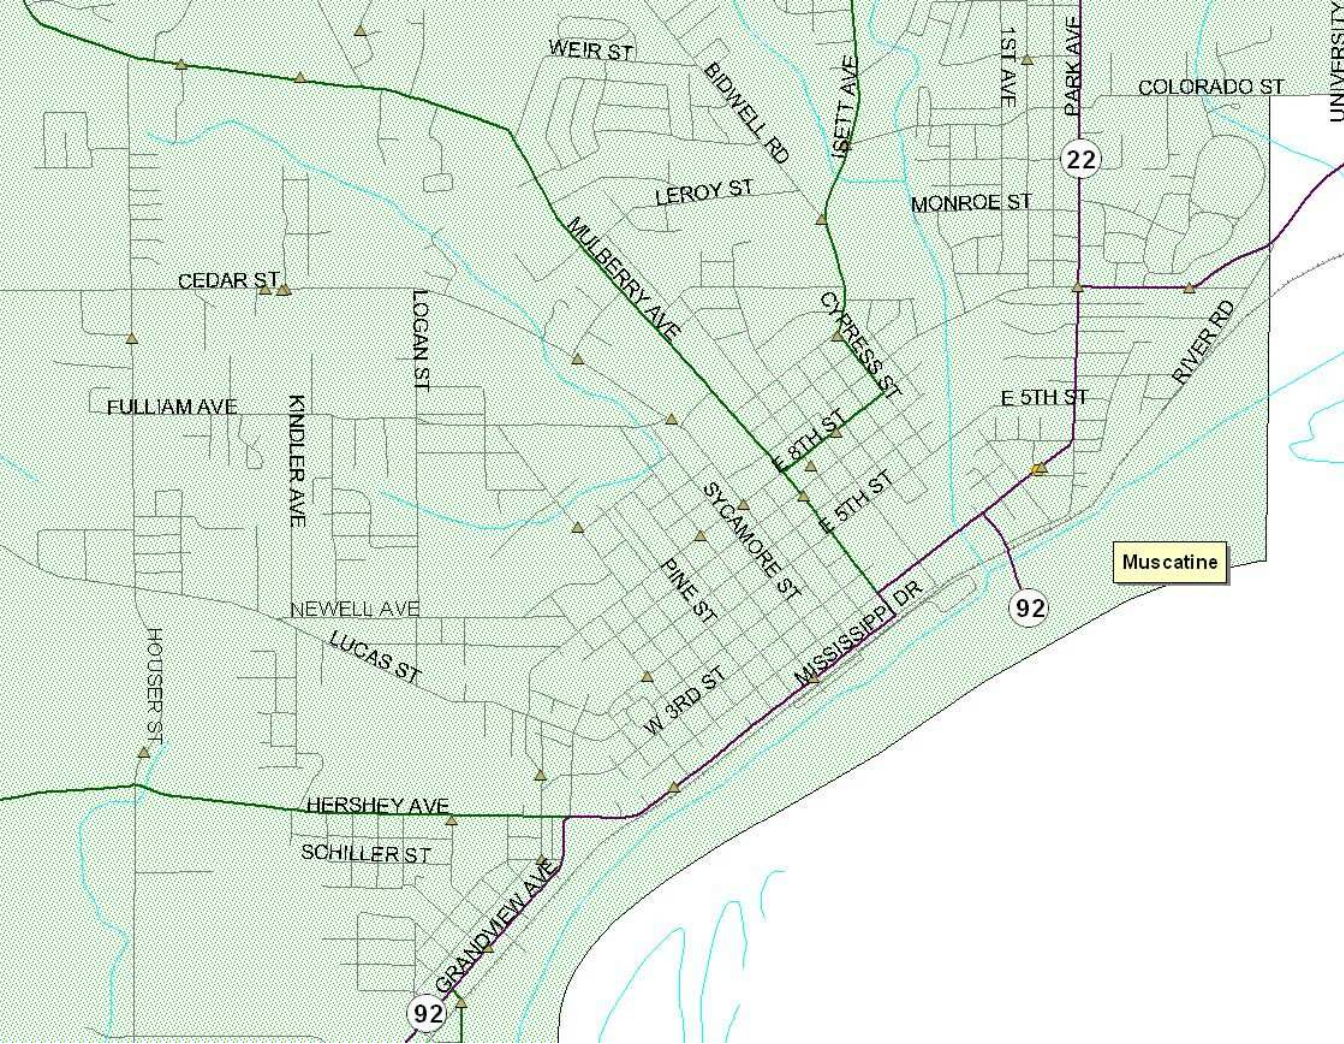 WEIR ST
BIDWELL RD
ISETT AVE
1ST AVE
PARK AVE
COLORADO ST
UNIVERSITY
22
LEROY ST
MONROE ST
MULBERRY AVE
CEDAR ST
LOGAN ST
CYPRESS ST
RIVER RD
FULLIAM AVE
KINDLER AVE
E 5TH ST
E 8TH ST
SYCAMORE ST
E 5TH ST
Muscatine
PINE ST
NEWELL AVE
92
MISSISSIPPI DR
HOUSER ST
LUCAS ST
W 3RD ST
HERSHEY AVE
SCHILLER ST
GRANDVIEW AVE
92